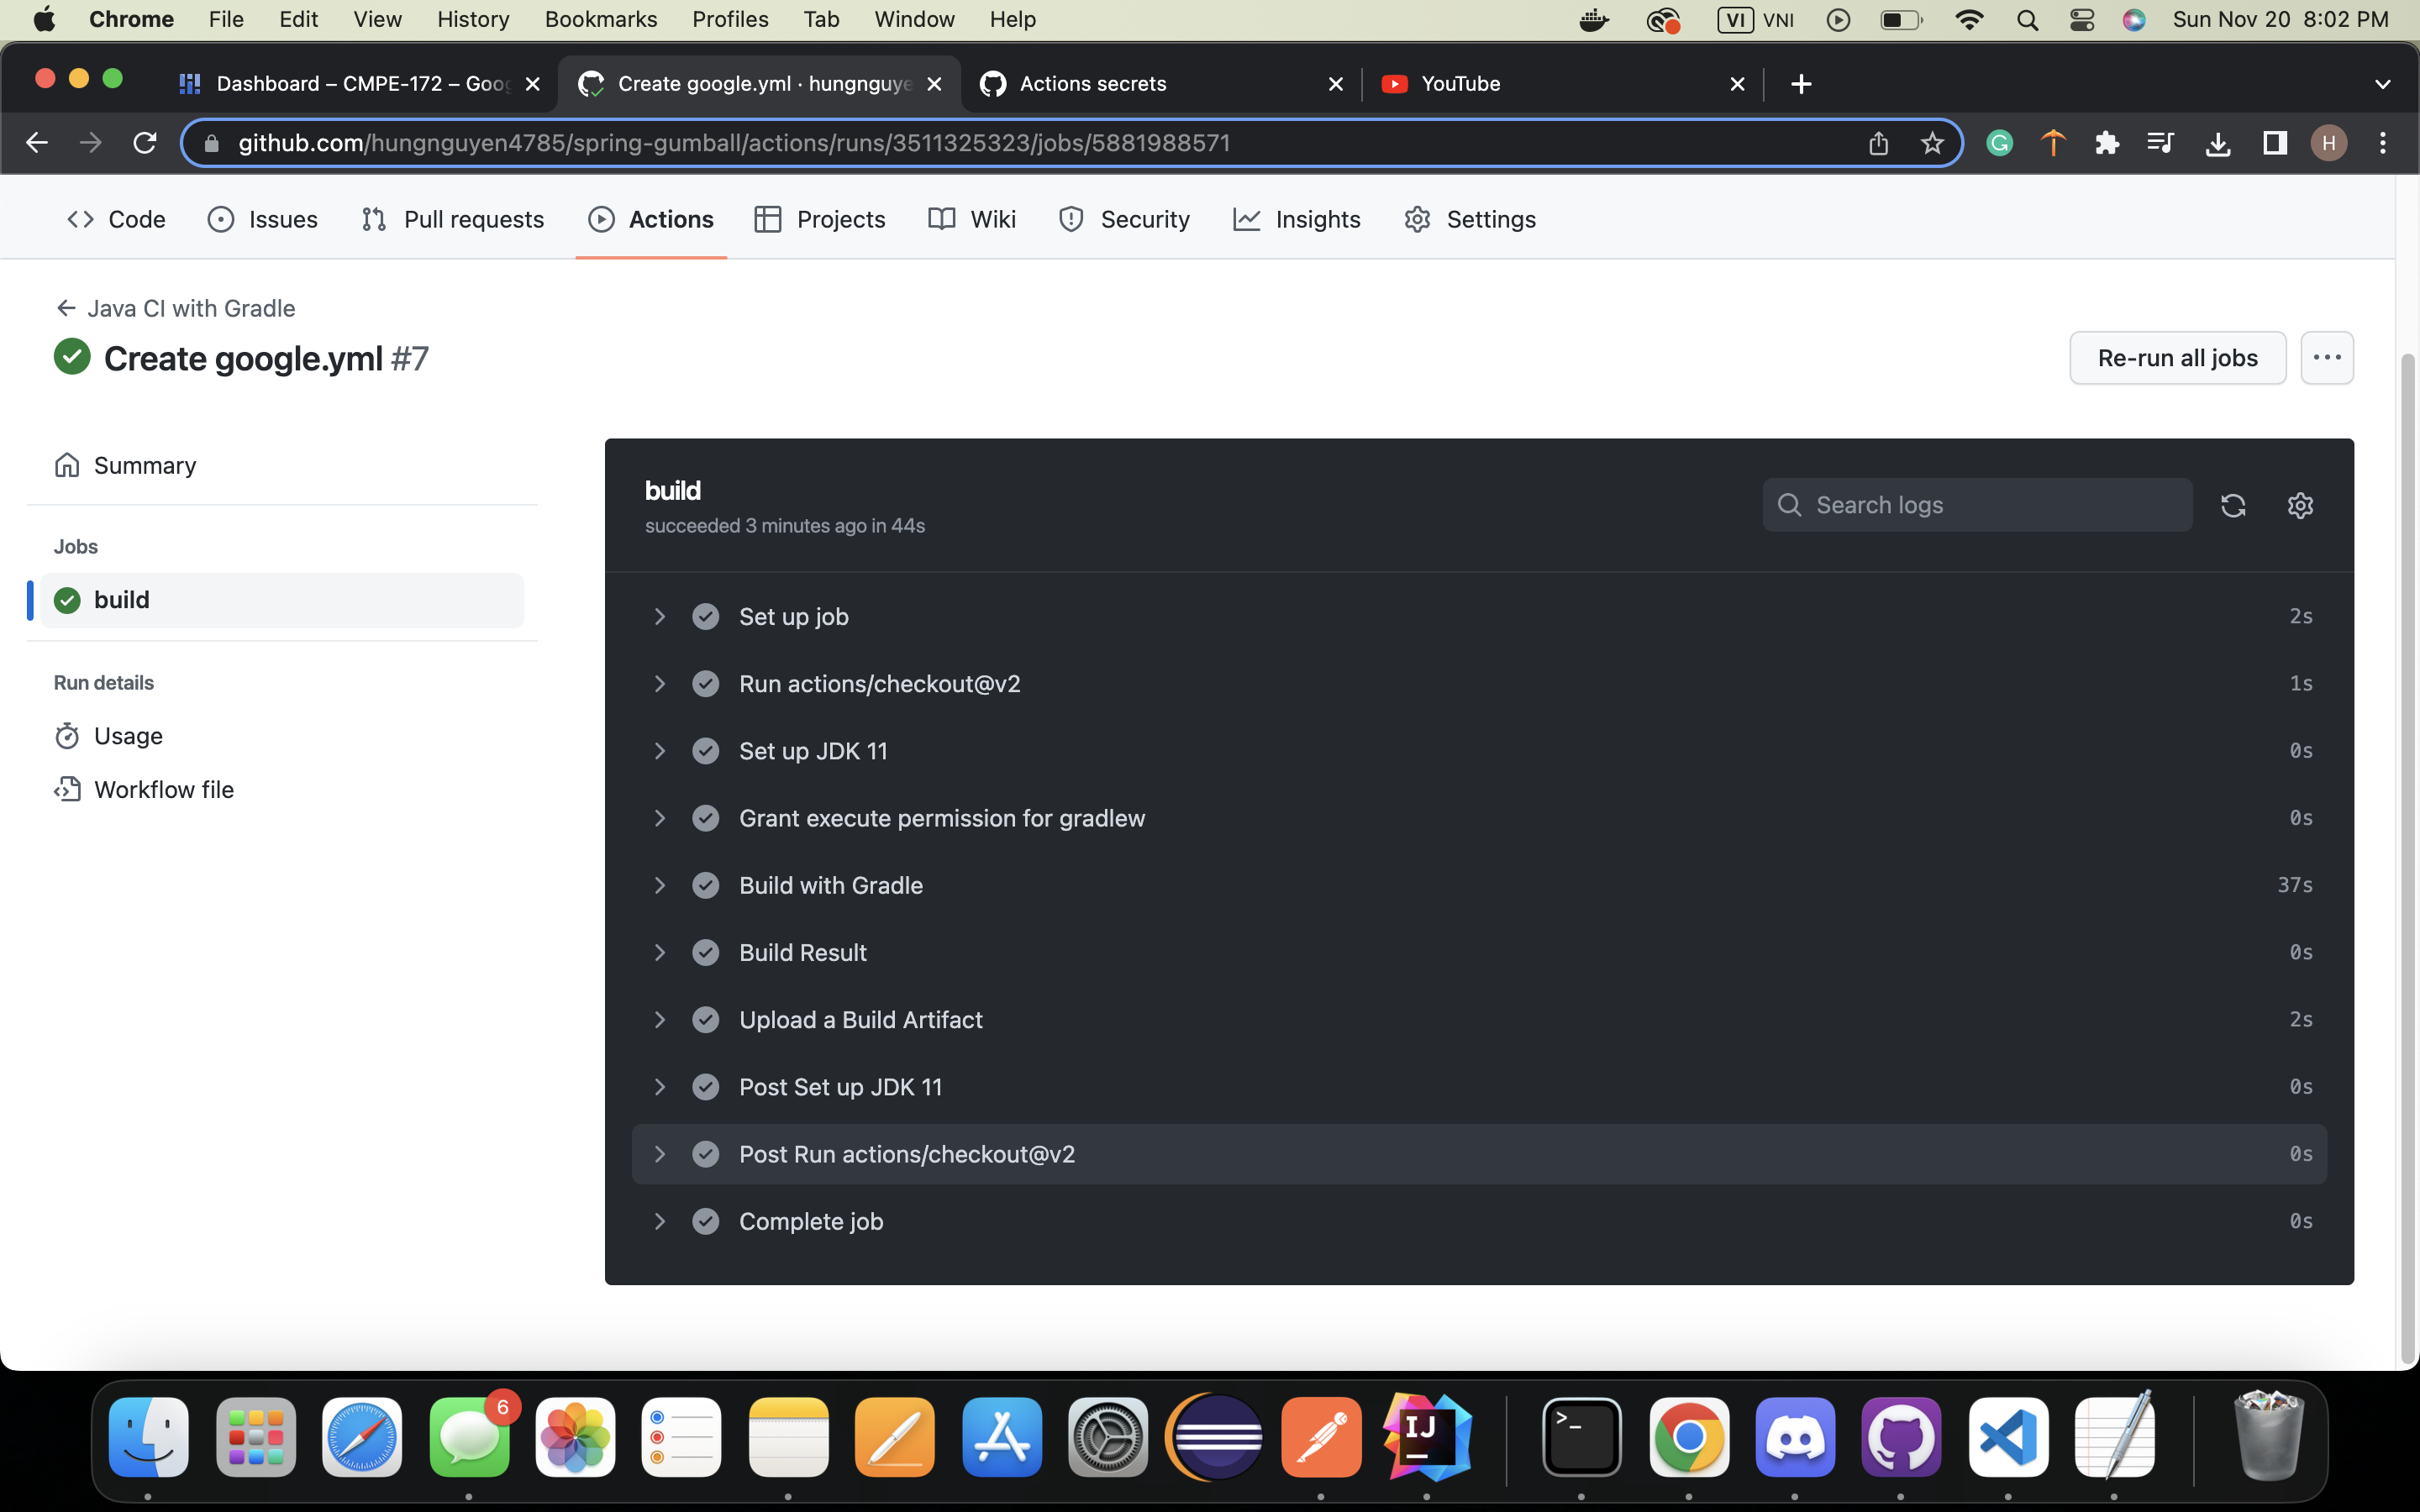 Chrome File Edit View History Bookmarks Profiles Tab Window Help VI VNI Sun Nov 20 8:02 PM
Dashboard – CMPE-172 – Goog Create google.yml · hungnguye Actions secrets YouTube
github.com/hungnguyen4785/spring-gumball/actions/runs/3511325323/jobs/5881988571 G H
Code Issues Pull requests Actions Projects Wiki Security Insights Settings
Java CI with Gradle
Create google.yml #7 Re-run all jobs
Summary
Jobs
build
Run details
Usage
Workflow file
build
succeeded 3 minutes ago in 44s
Search logs
Set up job 2s
Run actions/checkout@v2 1s
Set up JDK 11 0s
Grant execute permission for gradlew 0s
Build with Gradle 37s
Build Result 0s
Upload a Build Artifact 2s
Post Set up JDK 11 0s
Post Run actions/checkout@v2 0s
Complete job 0s
6
IJ